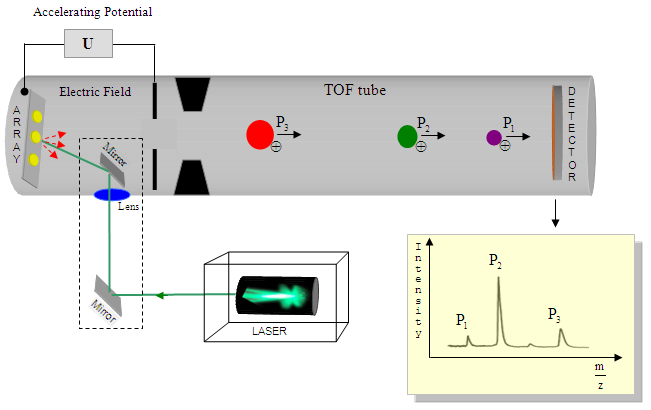 Accelerating Potential
U
Electric Field
TOF tube
ARRAY
DETECTOR
P3
⊕
P2
⊕
P1
⊕
Mirror
Lens
Mirror
LASER
Intensity
P1
P2
P3
m
z